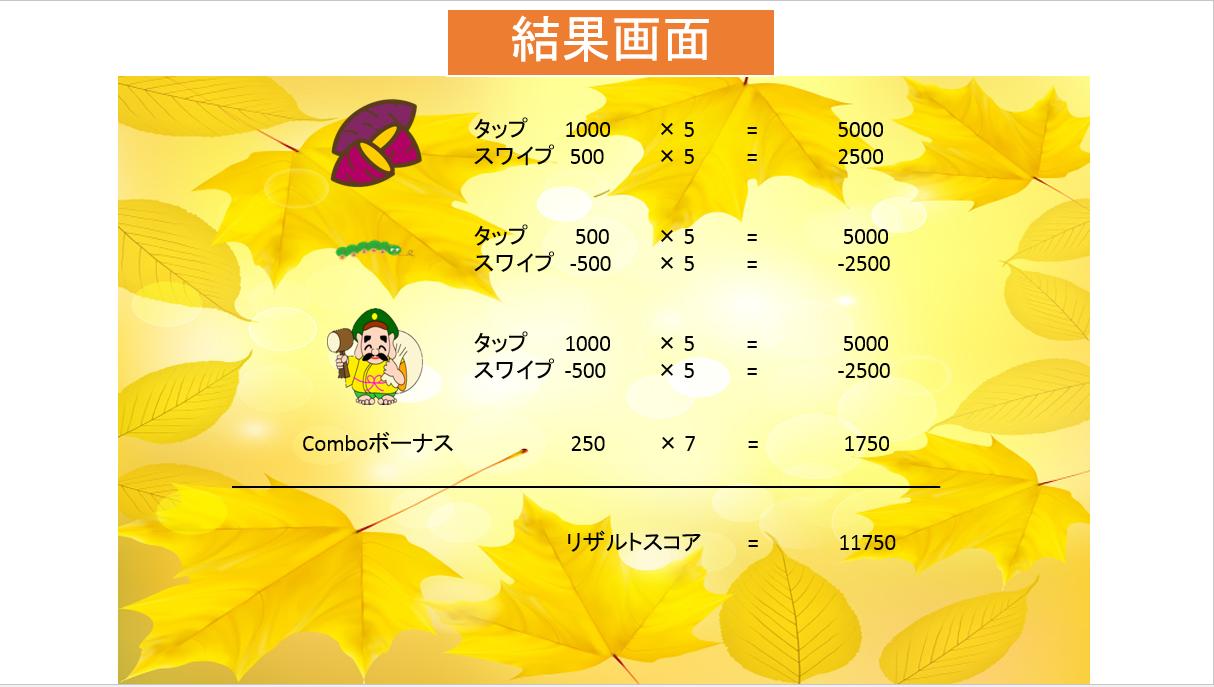 結果画面
タップ 1000 × 5 = 5000
スワイプ 500 × 5 = 2500
タップ 500 × 5 = 5000
スワイプ -500 × 5 = -2500
タップ 1000 × 5 = 5000
スワイプ -500 × 5 = -2500
Comboボーナス 250 × 7 = 1750
リザルトスコア = 11750